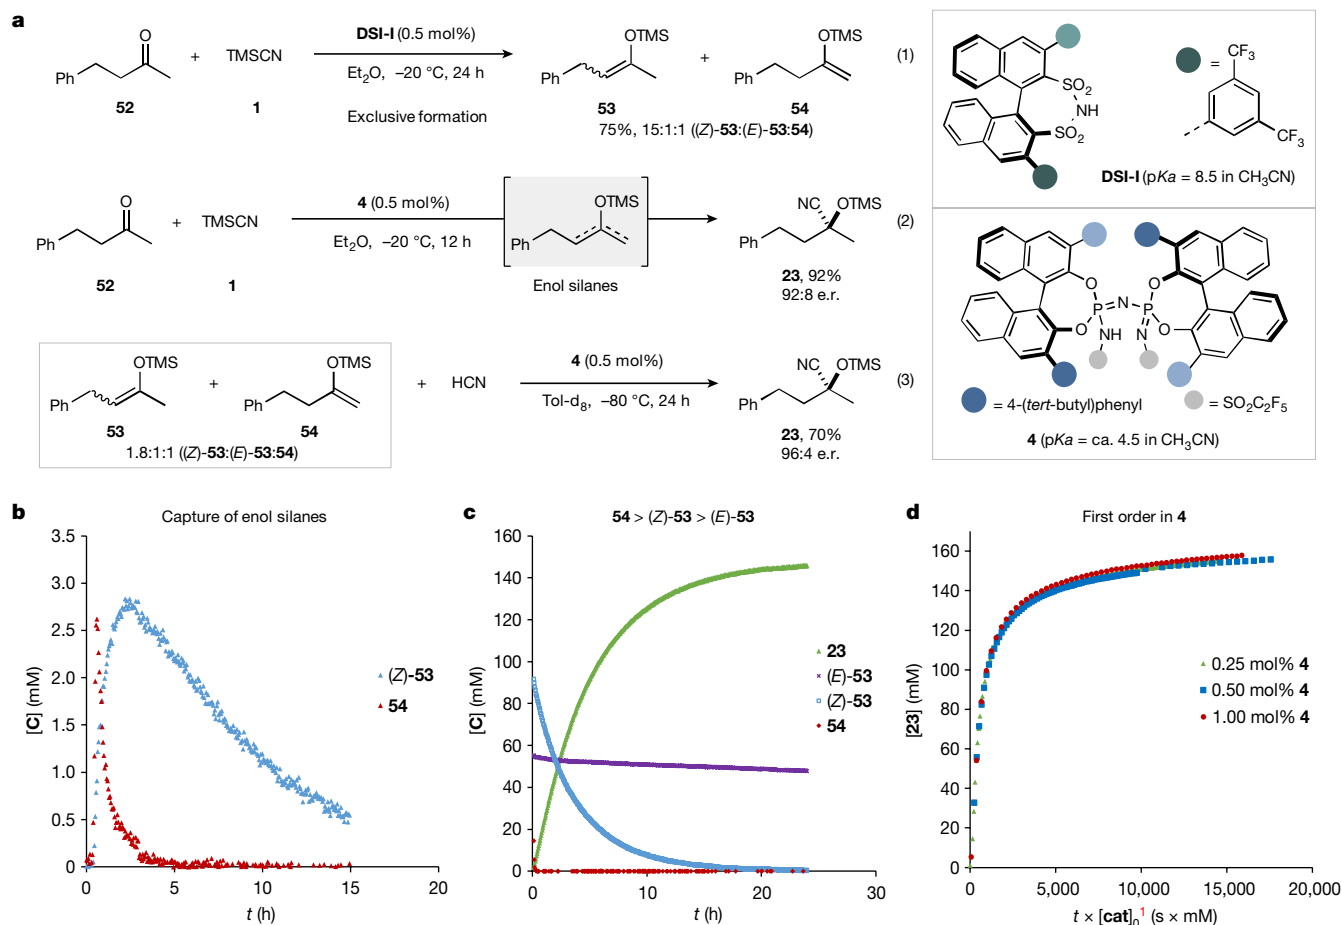 a
DSI-I (0.5 mol%)
Et2O, –20 °C, 24 h
Exclusive formation
Ph
O
52
+
TMSCN
1
OTMS
Ph
53
+
OTMS
Ph
54
(1)
75%, 15:1:1 ((Z)-53:(E)-53:54)
O
Ph
52
+
TMSCN
1
4 (0.5 mol%)
Et2O, –20 °C, 12 h
OTMS
Ph
Enol silanes
NC
OTMS
Ph
23, 92%
92:8 e.r.
(2)
OTMS
Ph
53
+
OTMS
Ph
54
1.8:1:1 ((Z)-53:(E)-53:54)
+
HCN
4 (0.5 mol%)
Tol-d8, –80 °C, 24 h
NC
OTMS
Ph
23, 70%
96:4 e.r.
(3)
SO2
NH
SO2
=
CF3
CF3
DSI-I (pKa = 8.5 in CH3CN)
O
O
P
N
P
O
O
NH
N
= 4-(tert-butyl)phenyl
= SO2C2F5
4 (pKa = ca. 4.5 in CH3CN)
b
Capture of enol silanes
3.5
3.0
2.5
2.0
1.5
1.0
0.5
0
[C] (mM)
(Z)-53
54
0
5
10
15
20
t (h)
c
54 > (Z)-53 > (E)-53
160
140
120
100
80
60
40
20
0
[C] (mM)
23
(E)-53
(Z)-53
54
0
10
20
30
t (h)
d
First order in 4
160
140
120
100
80
60
40
20
0
[23] (mM)
0.25 mol% 4
0.50 mol% 4
1.00 mol% 4
0
5,000
10,000
15,000
20,000
t × [cat]0 1 (s × mM)